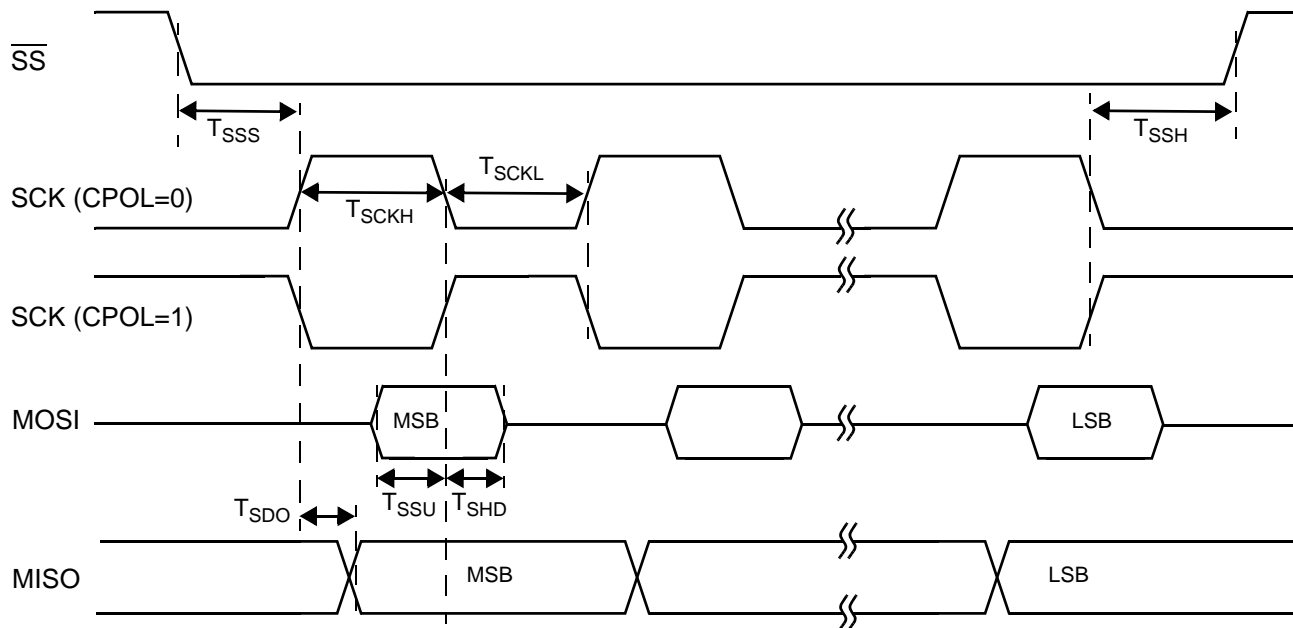 SS
TSSS
TSSH
SCK (CPOL=0)
TSCKH
TSCKL
SCK (CPOL=1)
MOSI
MSB
LSB
TSSU
TSHD
TSDO
MISO
MSB
LSB